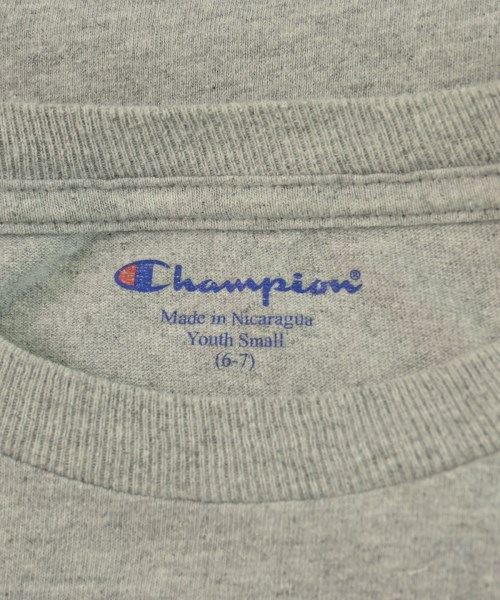 Champion®
Made in Nicaragua
Youth Small
(6-7)